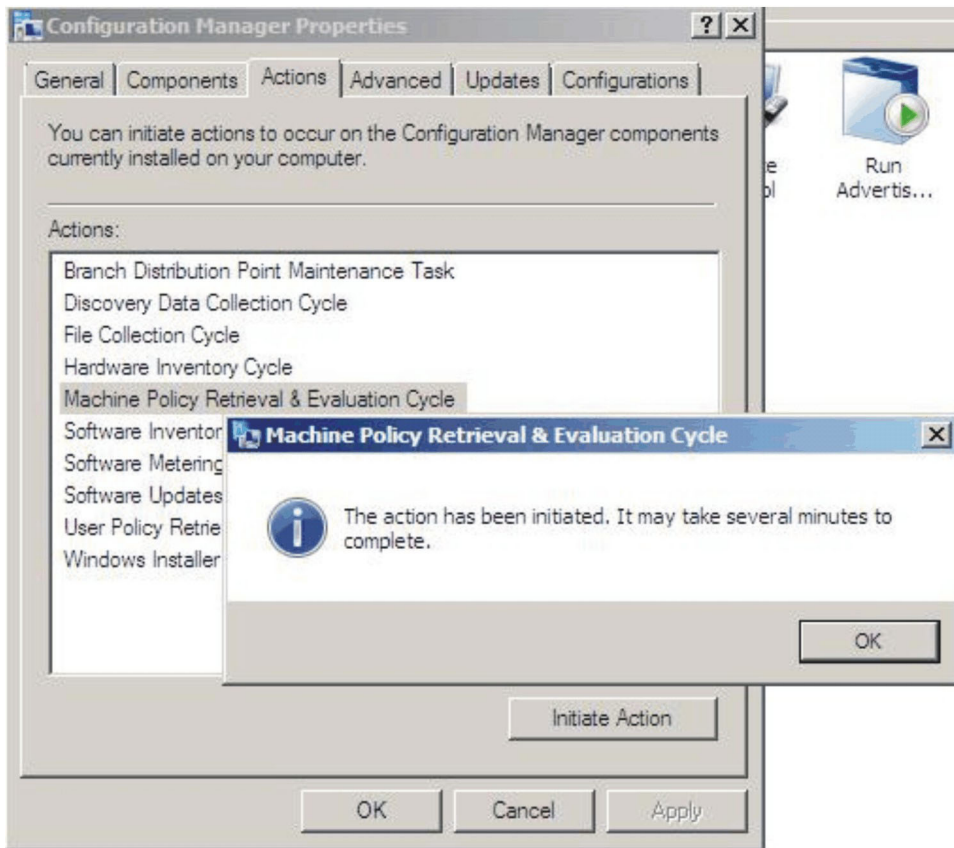 Configuration Manager Properties
General
Components
Actions
Advanced
Updates
Configurations
You can initiate actions to occur on the Configuration Manager components
currently installed on your computer.
Actions:
Branch Distribution Point Maintenance Task
Discovery Data Collection Cycle
File Collection Cycle
Hardware Inventory Cycle
Machine Policy Retrieval & Evaluation Cycle
Software Inventor
Software Metering
Software Updates
User Policy Retrie
Windows Installer
Machine Policy Retrieval & Evaluation Cycle
The action has been initiated. It may take several minutes to
complete.
OK
Initiate Action
OK
Cancel
Apply
Run
Advertis...